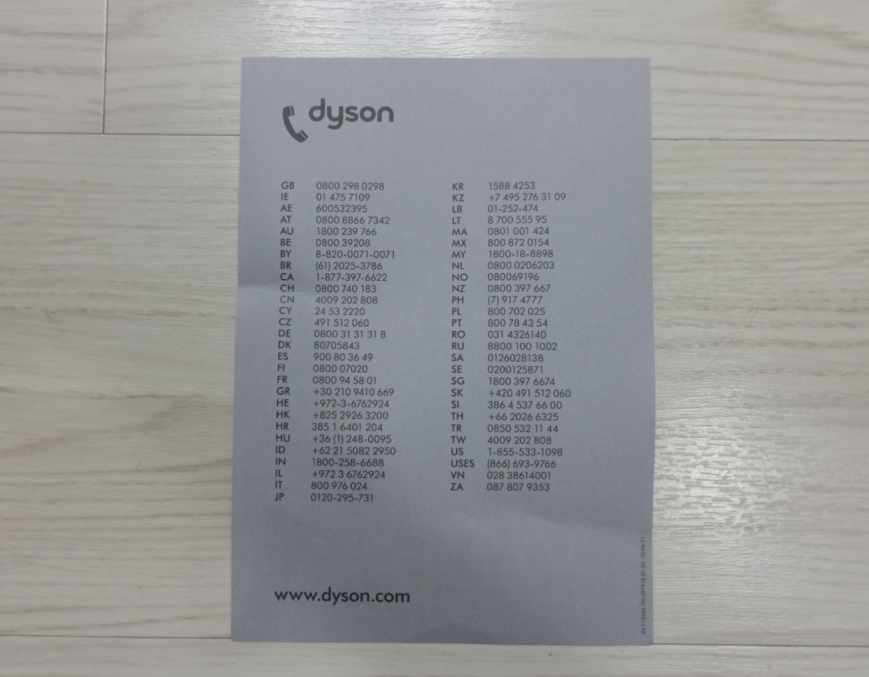 dyson
GB 0800 298 0298
IE 01 475 7109
AE 600532395
AT 0800 8866 7342
AU 1800 239 766
BE 0800 39208
BY 8-820-0071-0071
BR (61) 2025-3786
CA 1-877-397-6622
CH 0800 740 183
CN 4009 202 808
CY 24 53 2220
CZ 491 512 060
DE 0800 31 31 31 8
DK 80705843
ES 900 80 36 49
FI 0800 07020
FR 0800 94 58 01
GR +30 210 9410 669
HE +972-3-6762924
HK +825 2926 3200
HR 385 1 6401 204
HU +36 (1) 248-0095
ID +62 21 5082 2950
IN 1800-258-6688
IL +972 3 6762924
IT 800 976 024
JP 0120-295-731
KR 1588 4253
KZ +7 495 276 31 09
LB 01-252-474
LT 8 700 555 95
MA 0801 001 424
MX 800 872 0154
MY 1800-18-8898
NL 0800 0206203
NO 080069196
NZ 0800 397 667
PH (7) 917 4777
PL 800 702 025
PT 800 78 43 54
RO 031 4326140
RU 8800 100 1002
SA 0126028138
SE 0200125871
SG 1800 397 6674
SK +420 491 512 060
SI 386 4 537 66 00
TH +66 2026 6325
TR 0850 532 11 44
TW 4009 202 808
US 1-855-533-1098
USES (866) 693-9766
VN 028 38614001
ZA 087 807 9353
www.dyson.com